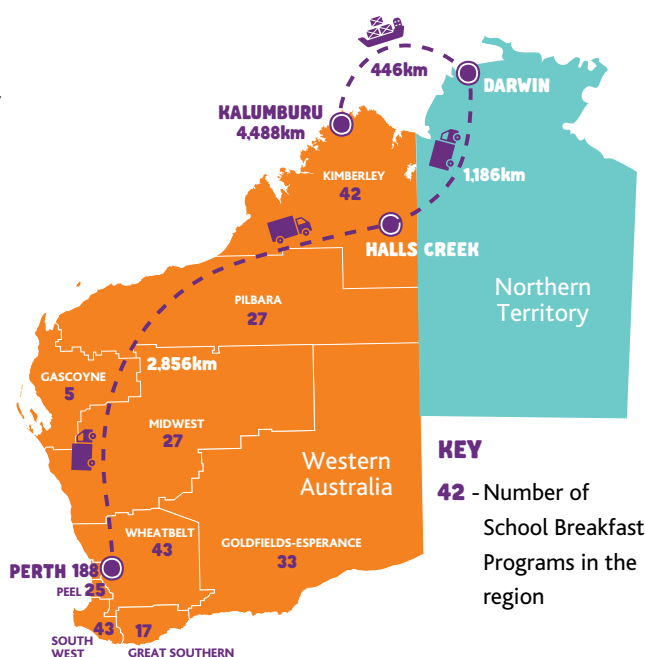 446km
DARWIN
KALUMBURU
4,488km
1,186km
KIMBERLEY
42
HALLS CREEK
Northern
Territory
PILBARA
27
2,856km
GASCOYNE
5
MIDWEST
27
Western
Australia
KEY
42 - Number of
School Breakfast
Programs in the
region
WHEATBELT
43
GOLDFIELDS-ESPERANCE
33
PERTH 188
PEEL 25
43
SOUTH
WEST
17
GREAT SOUTHERN